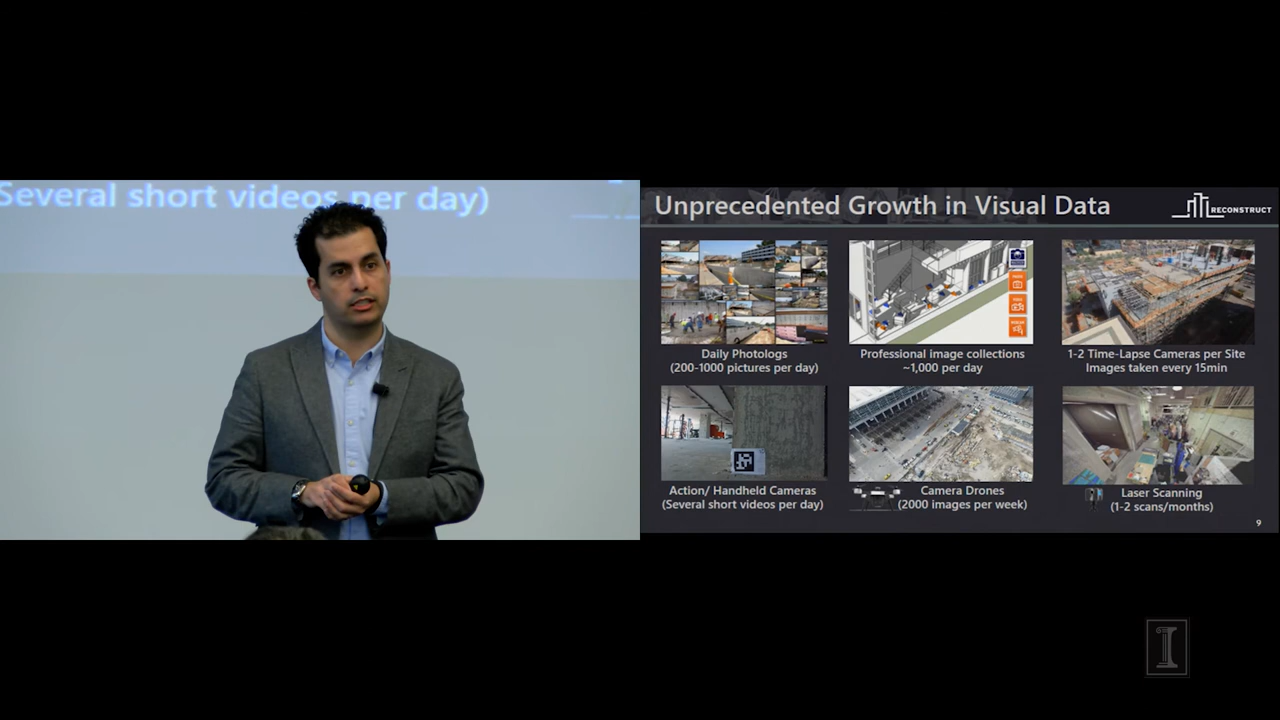 Several short videos per day)
Unprecedented Growth in Visual Data
RECONSTRUCT
Daily Photologs
(200-1000 pictures per day)
Professional image collections
~1,000 per day
1-2 Time-Lapse Cameras per Site
Images taken every 15min
Action/ Handheld Cameras
(Several short videos per day)
Camera Drones
(2000 images per week)
Laser Scanning
(1-2 scans/months)
9
I